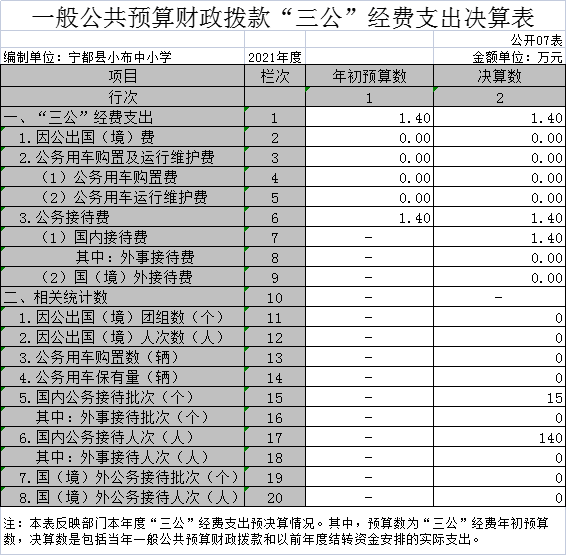 一般公共预算财政拨款“三公”经费支出决算表
公开07表
编制单位：宁都县小布中小学 2021年度 金额单位：万元
项目 栏次 年初预算数 决算数
行次 1 2
一、“三公”经费支出 1 1.40 1.40
1.因公出国（境）费 2 0.00 0.00
2.公务用车购置及运行维护费 3 0.00 0.00
（1）公务用车购置费 4 0.00 0.00
（2）公务用车运行维护费 5 0.00 0.00
3.公务接待费 6 1.40 1.40
（1）国内接待费 7 - 1.40
其中：外事接待费 8 - 0.00
（2）国（境）外接待费 9 - 0.00
二、相关统计数 10 - -
1.因公出国（境）团组数（个） 11 - 0
2.因公出国（境）人次数（人） 12 - 0
3.公务用车购置数（辆） 13 - 0
4.公务用车保有量（辆） 14 - 0
5.国内公务接待批次（个） 15 - 15
其中：外事接待批次（个） 16 - 0
6.国内公务接待人次（人） 17 - 140
其中：外事接待人次（人） 18 - 0
7.国（境）外公务接待批次（个） 19 - 0
8.国（境）外公务接待人次（人） 20 - 0
注：本表反映部门本年度“三公”经费支出预决算情况。其中，预算数为“三公”经费年初预算
数，决算数是包括当年一般公共预算财政拨款和以前年度结转资金安排的实际支出。